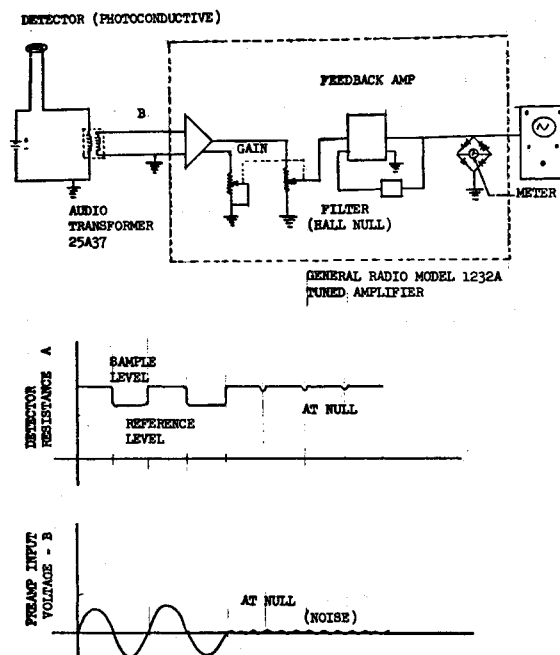 DETECTOR (PHOTOCONDUCTIVE)
B
FEEDBACK AMP
GAIN
METER
AUDIO
TRANSFORMER
25A37
FILTER
(HALL NULL)
GENERAL RADIO MODEL 1232A
TUNED AMPLIFIER
DETECTOR
RESISTANCE A
SAMPLE
LEVEL
REFERENCE
LEVEL
AT NULL
PREAMP INPUT
VOLTAGE - B
AT NULL
(NOISE)